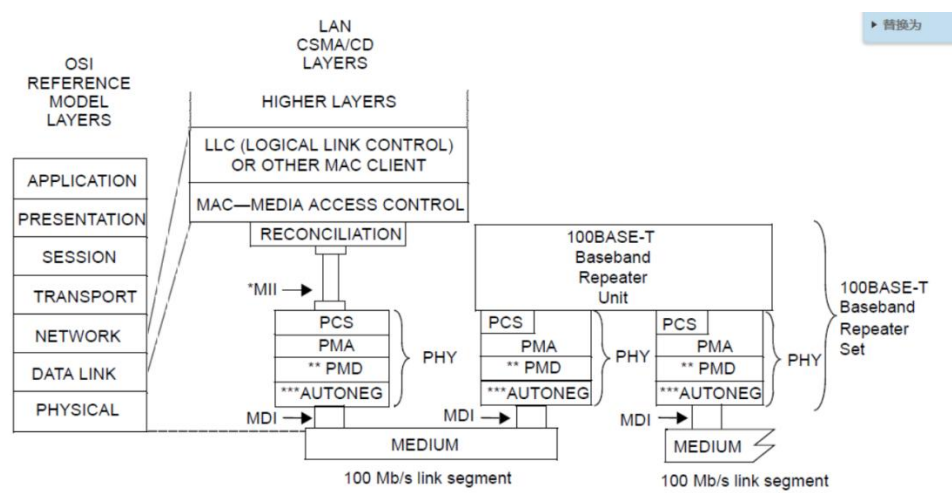 ▸ 替换为
LAN
CSMA/CD
LAYERS
OSI
REFERENCE
MODEL
LAYERS
HIGHER LAYERS
LLC (LOGICAL LINK CONTROL)
OR OTHER MAC CLIENT
MAC—MEDIA ACCESS CONTROL
RECONCILIATION
APPLICATION
PRESENTATION
SESSION
TRANSPORT
NETWORK
DATA LINK
PHYSICAL
*MII
PCS
PMA
** PMD
***AUTONEG
PHY
MDI
100BASE-T
Baseband
Repeater
Unit
PCS
PMA
** PMD
***AUTONEG
PHY
MDI
PCS
PMA
** PMD
***AUTONEG
PHY
MDI
100BASE-T
Baseband
Repeater
Set
MEDIUM
MEDIUM
100 Mb/s link segment
100 Mb/s link segment